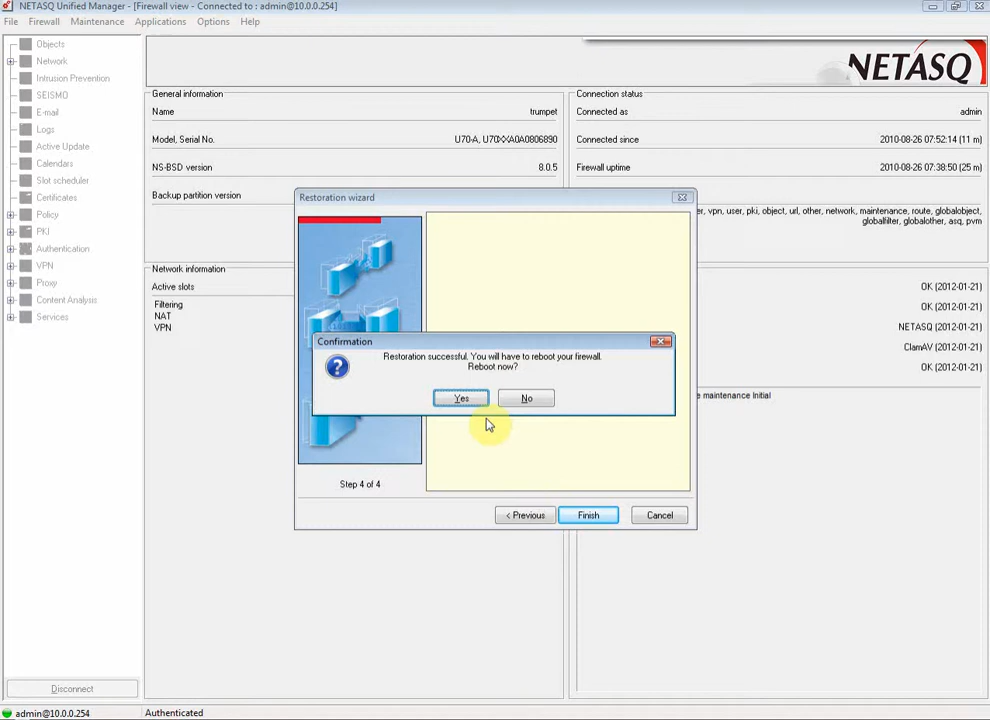 NETASQ Unified Manager - [Firewall view - Connected to : admin@10.0.0.254]
File Firewall Maintenance Applications Options Help
Objects
Network
Intrusion Prevention
SEISMO
E-mail
Logs
Active Update
Calendars
Slot scheduler
Certificates
Policy
PKI
Authentication
VPN
Proxy
Content Analysis
Services
Disconnect
NETASQ
General information
Name trumpet
Model, Serial No. U70-A, U70XXA0A0806890
NS-BSD version 8.0.5
Backup partition version
Connection status
Connected as admin
Connected since 2010-08-26 07:52:14 (11 m)
Firewall uptime 2010-08-26 07:38:50 (25 m)
er, vpn, user, pki, object, url, other, network, maintenance, route, globalobject,
globalfilter, globalother, asq, pvm
Network information
Active slots
Filtering
NAT
VPN
OK (2012-01-21)
OK (2012-01-21)
NETASQ (2012-01-21)
ClamAV (2012-01-21)
OK (2012-01-21)
e maintenance Initial
Restoration wizard
Step 4 of 4
< Previous Finish Cancel
Confirmation
Restoration successful. You will have to reboot your firewall.
Reboot now?
Yes No
admin@10.0.0.254 Authenticated